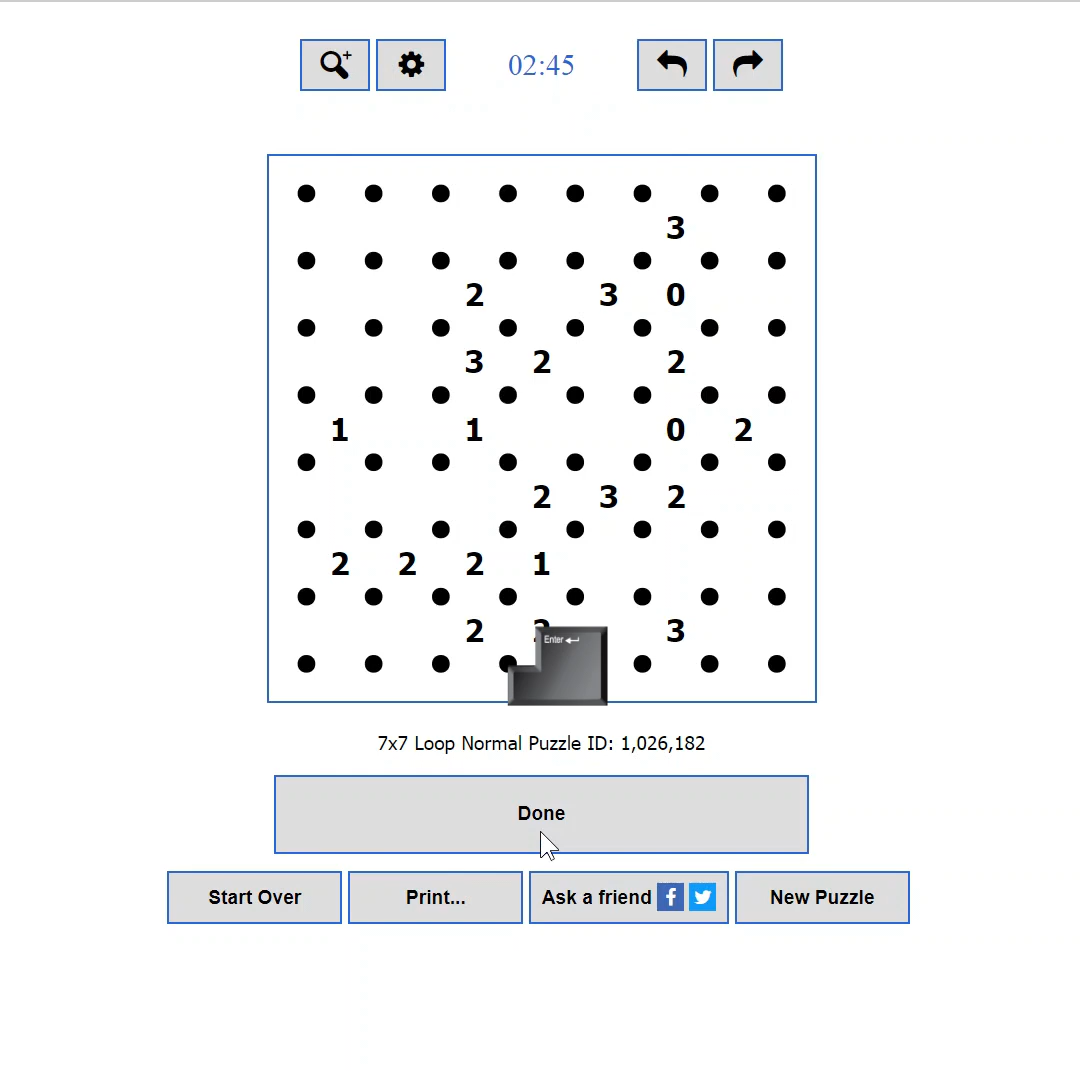 02:45
3
2 3 0
3 2 2
1 1 0 2
2 3 2
2 2 2 1
2 3
Enter
7x7 Loop Normal Puzzle ID: 1,026,182
Done
Start Over Print... Ask a friend New Puzzle